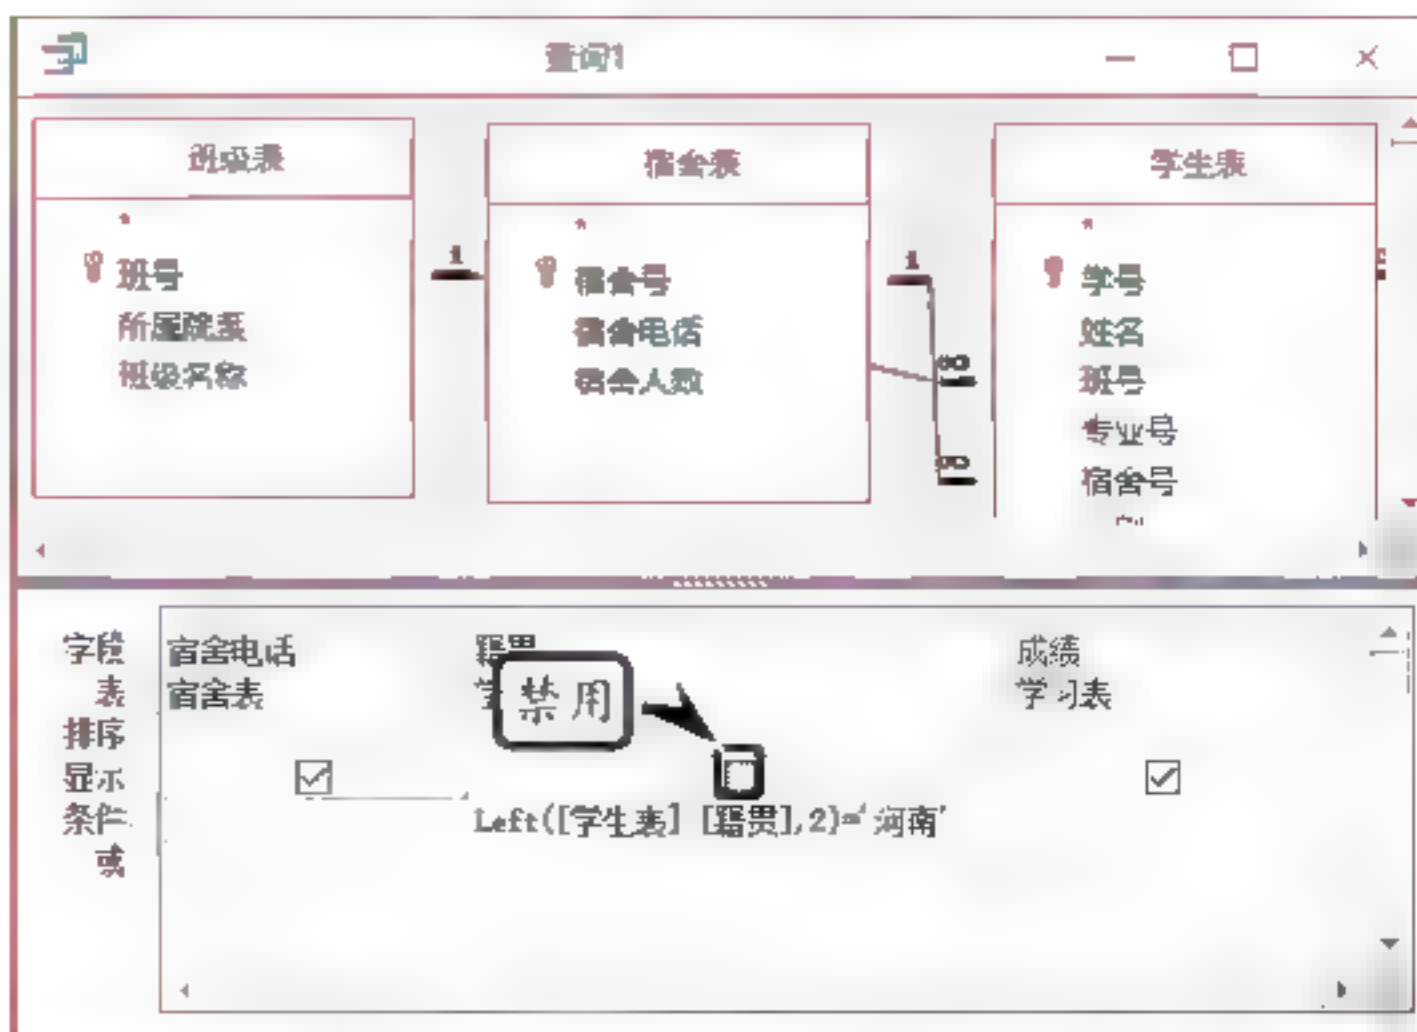 查询1
班级表
宿舍表
学生表
*
班号
所属院系
班级名称
1
*
宿舍号
宿舍电话
宿舍人数
1
∞
∞
*
学号
姓名
班号
专业号
宿舍号
字段
表
排序
显示
条件
或
宿舍电话
宿舍表
籍贯
禁用
Left([学生表].[籍贯],2)='河南'
成绩
学习表